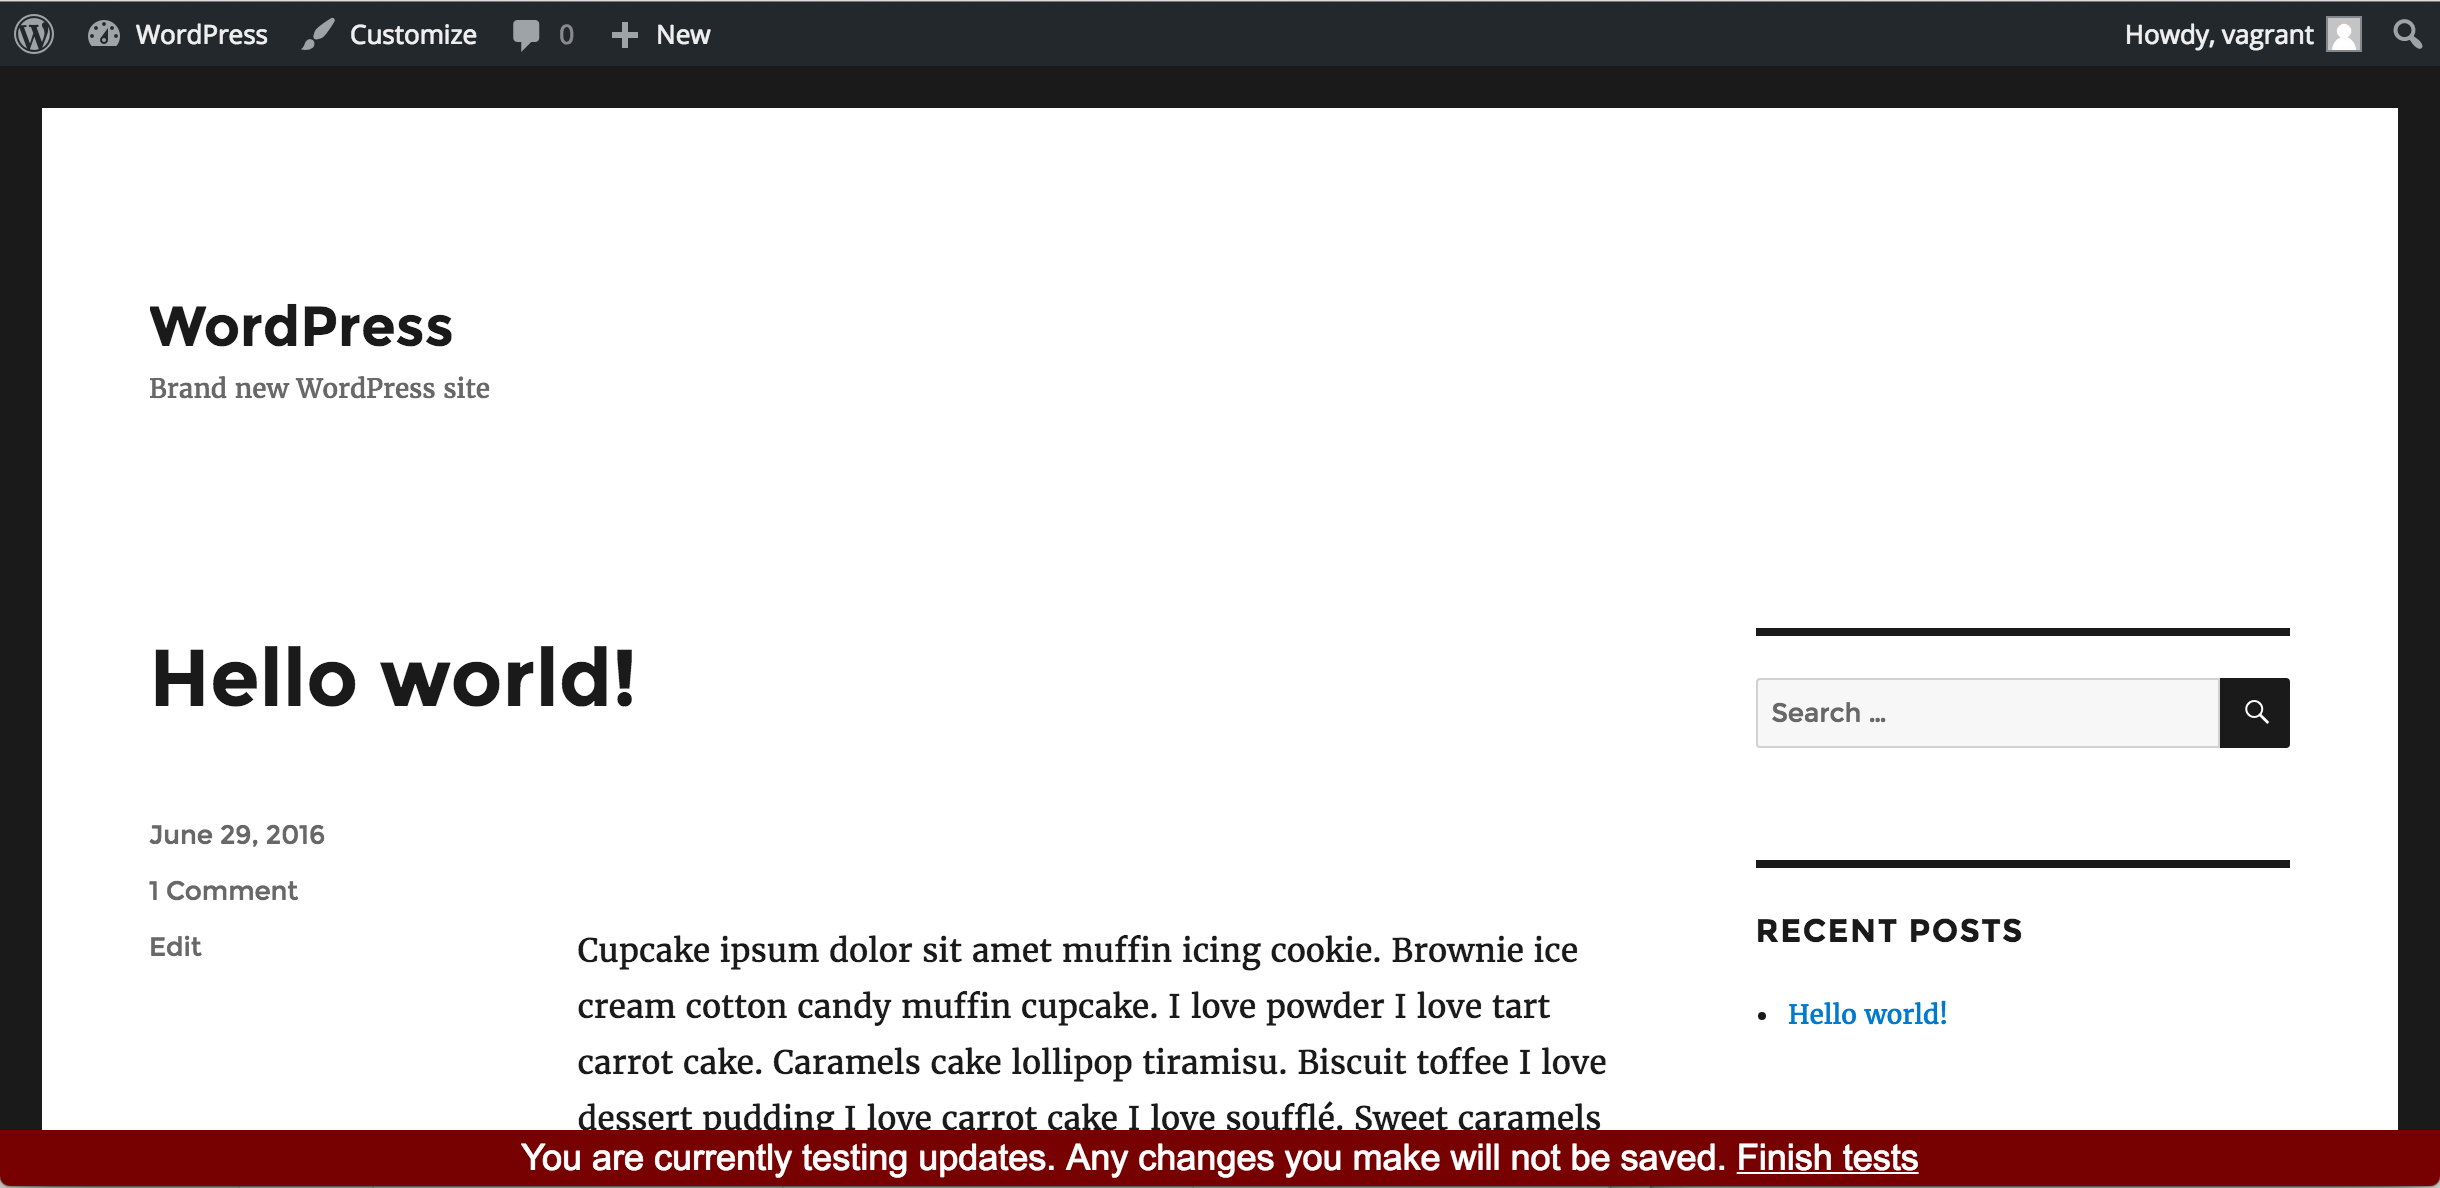 WordPress Customize 0 New Howdy, vagrant
WordPress
Brand new WordPress site
Hello world!
Search ...
June 29, 2016
1 Comment
Edit
Cupcake ipsum dolor sit amet muffin icing cookie. Brownie ice
cream cotton candy muffin cupcake. I love powder I love tart
carrot cake. Caramels cake lollipop tiramisu. Biscuit toffee I love
dessert pudding I love carrot cake I love soufflé. Sweet caramels
RECENT POSTS
Hello world!
You are currently testing updates. Any changes you make will not be saved. Finish tests